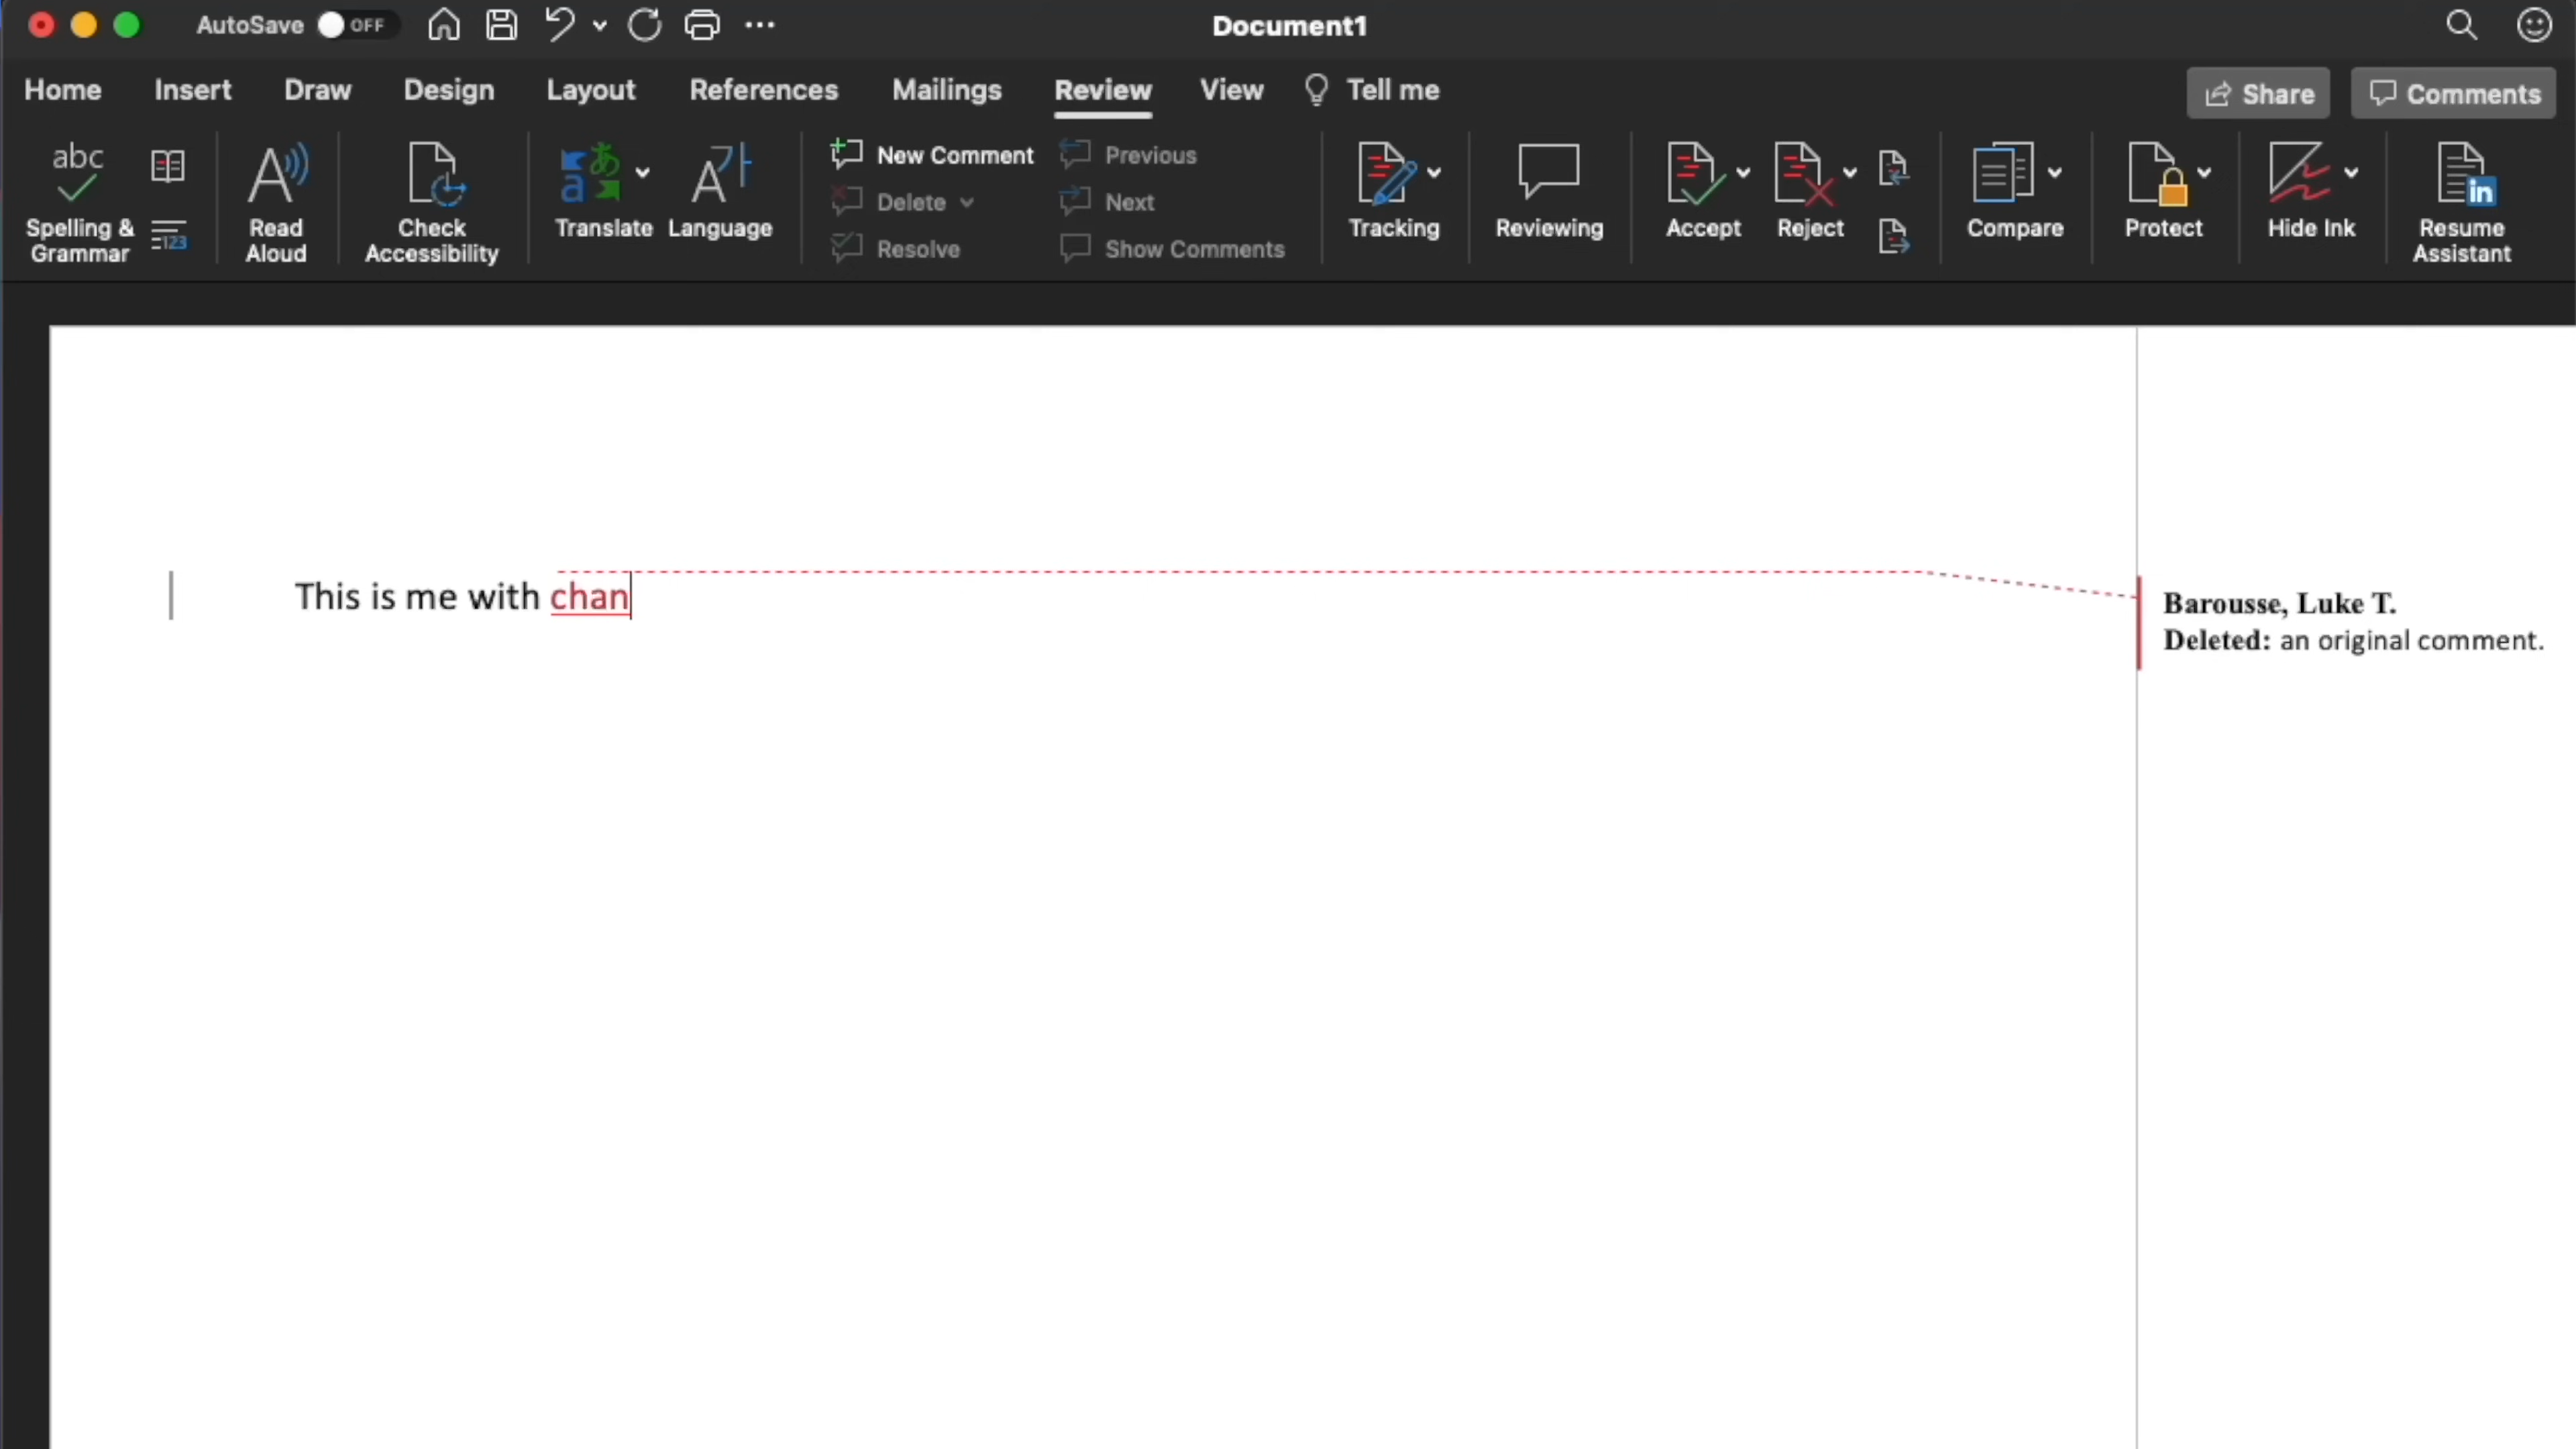 AutoSave OFF
Document1
Home Insert Draw Design Layout References Mailings Review View Tell me
Share Comments
abc
Spelling & Grammar
123
Read Aloud
Check Accessibility
Translate
Language
New Comment
Delete
Resolve
Previous
Next
Show Comments
Tracking
Reviewing
Accept
Reject
Compare
Protect
Hide Ink
in
Resume Assistant
This is me with chan
Barousse, Luke T.
Deleted: an original comment.